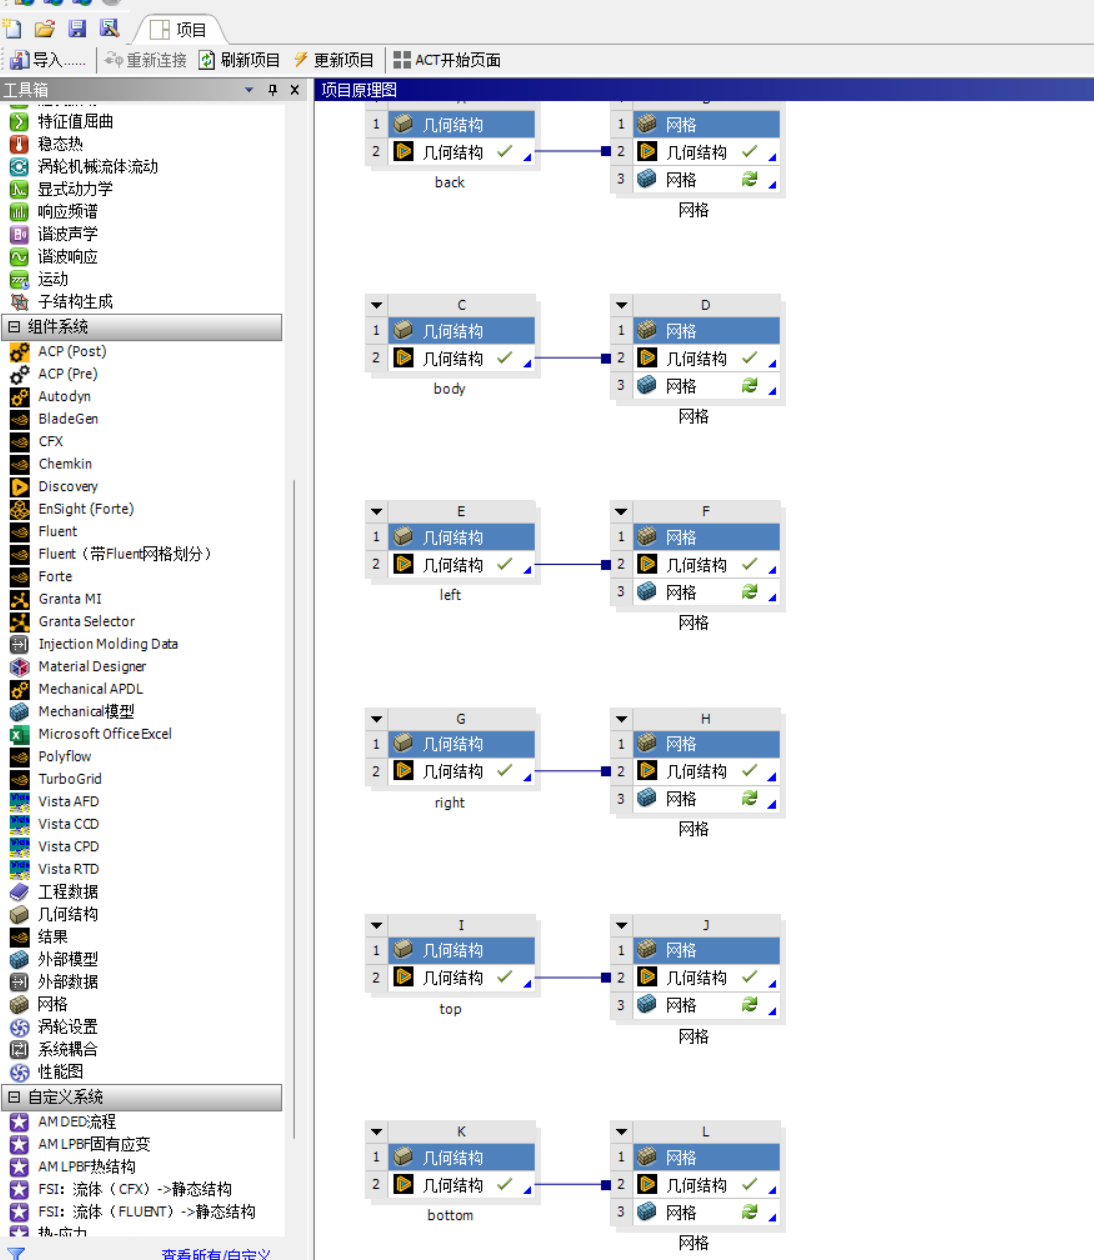 项目
导入......
重新连接
刷新项目
更新项目
ACT开始页面
工具箱
特征值屈曲
稳态热
涡轮机械流体流动
显式动力学
响应频谱
谐波声学
谐波响应
运动
子结构生成
组件系统
ACP (Post)
ACP (Pre)
Autodyn
BladeGen
CFX
Chemkin
Discovery
EnSight (Forte)
Fluent
Fluent（带Fluent网格划分）
Forte
Granta MI
Granta Selector
Injection Molding Data
Material Designer
Mechanical APDL
Mechanical模型
Microsoft Office Excel
Polyflow
TurboGrid
Vista AFD
Vista CCD
Vista CPD
Vista RTD
工程数据
几何结构
结果
外部模型
外部数据
网格
涡轮设置
系统耦合
性能图
自定义系统
AM DED流程
AM LPBF固有应变
AM LPBF热结构
FSI：流体（CFX）->静态结构
FSI：流体（FLUENT）->静态结构
热-应力
查看所有/自定义
项目原理图
1 几何结构
2 几何结构
back
1 网格
2 几何结构
3 网格
网格
C
1 几何结构
2 几何结构
body
D
1 网格
2 几何结构
3 网格
网格
E
1 几何结构
2 几何结构
left
F
1 网格
2 几何结构
3 网格
网格
G
1 几何结构
2 几何结构
right
H
1 网格
2 几何结构
3 网格
网格
I
1 几何结构
2 几何结构
top
J
1 网格
2 几何结构
3 网格
网格
K
1 几何结构
2 几何结构
bottom
L
1 网格
2 几何结构
3 网格
网格